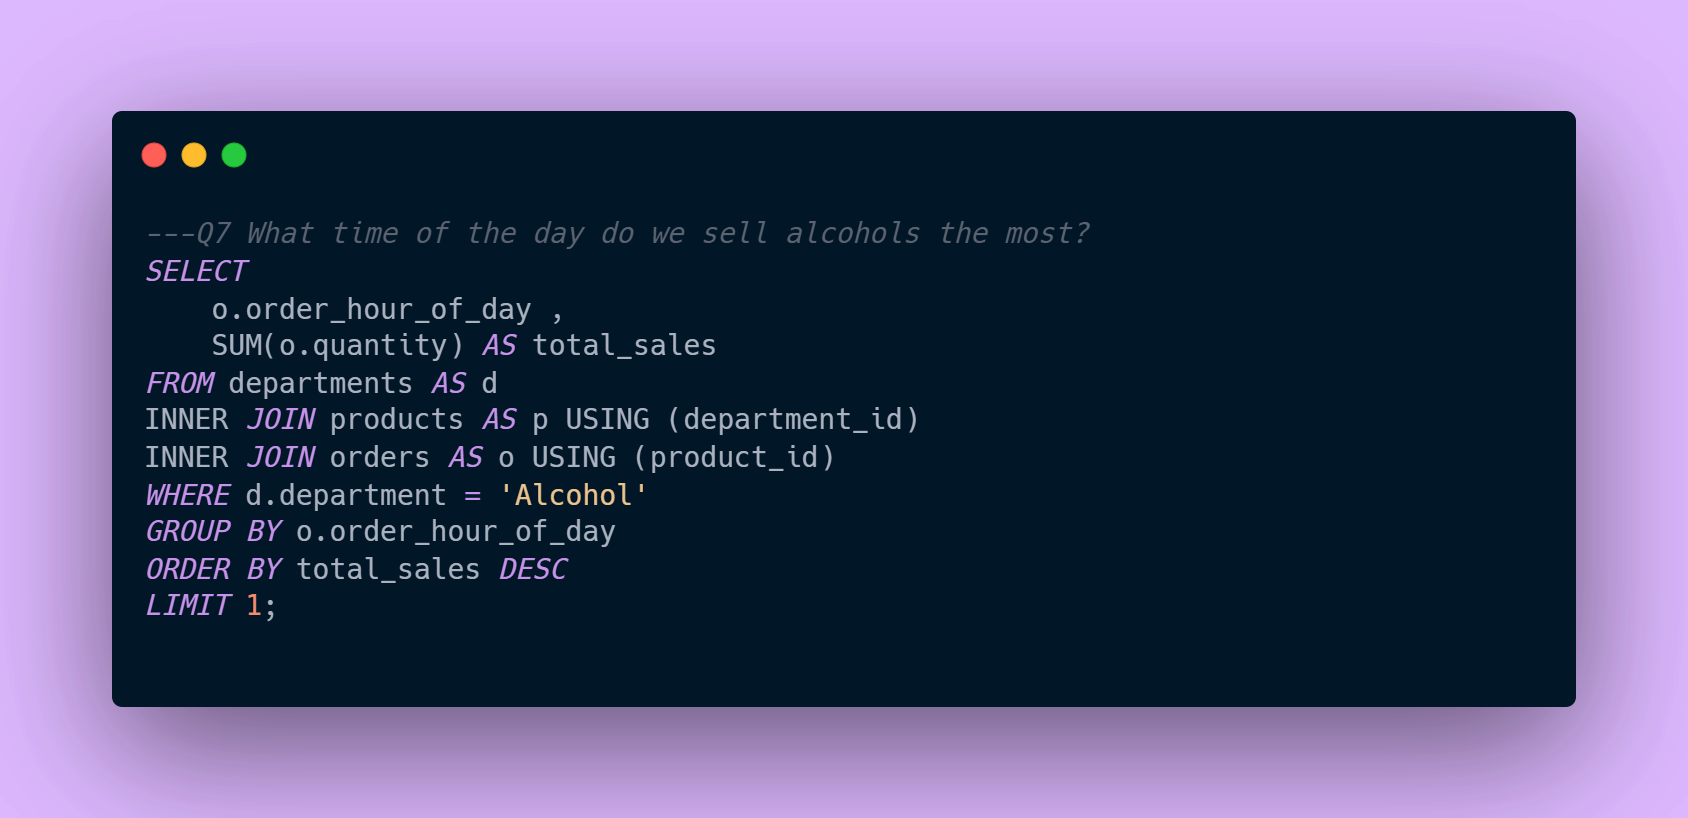 ---Q7 What time of the day do we sell alcohols the most?
SELECT
    o.order_hour_of_day ,
    SUM(o.quantity) AS total_sales
FROM departments AS d
INNER JOIN products AS p USING (department_id)
INNER JOIN orders AS o USING (product_id)
WHERE d.department = 'Alcohol'
GROUP BY o.order_hour_of_day
ORDER BY total_sales DESC
LIMIT 1;